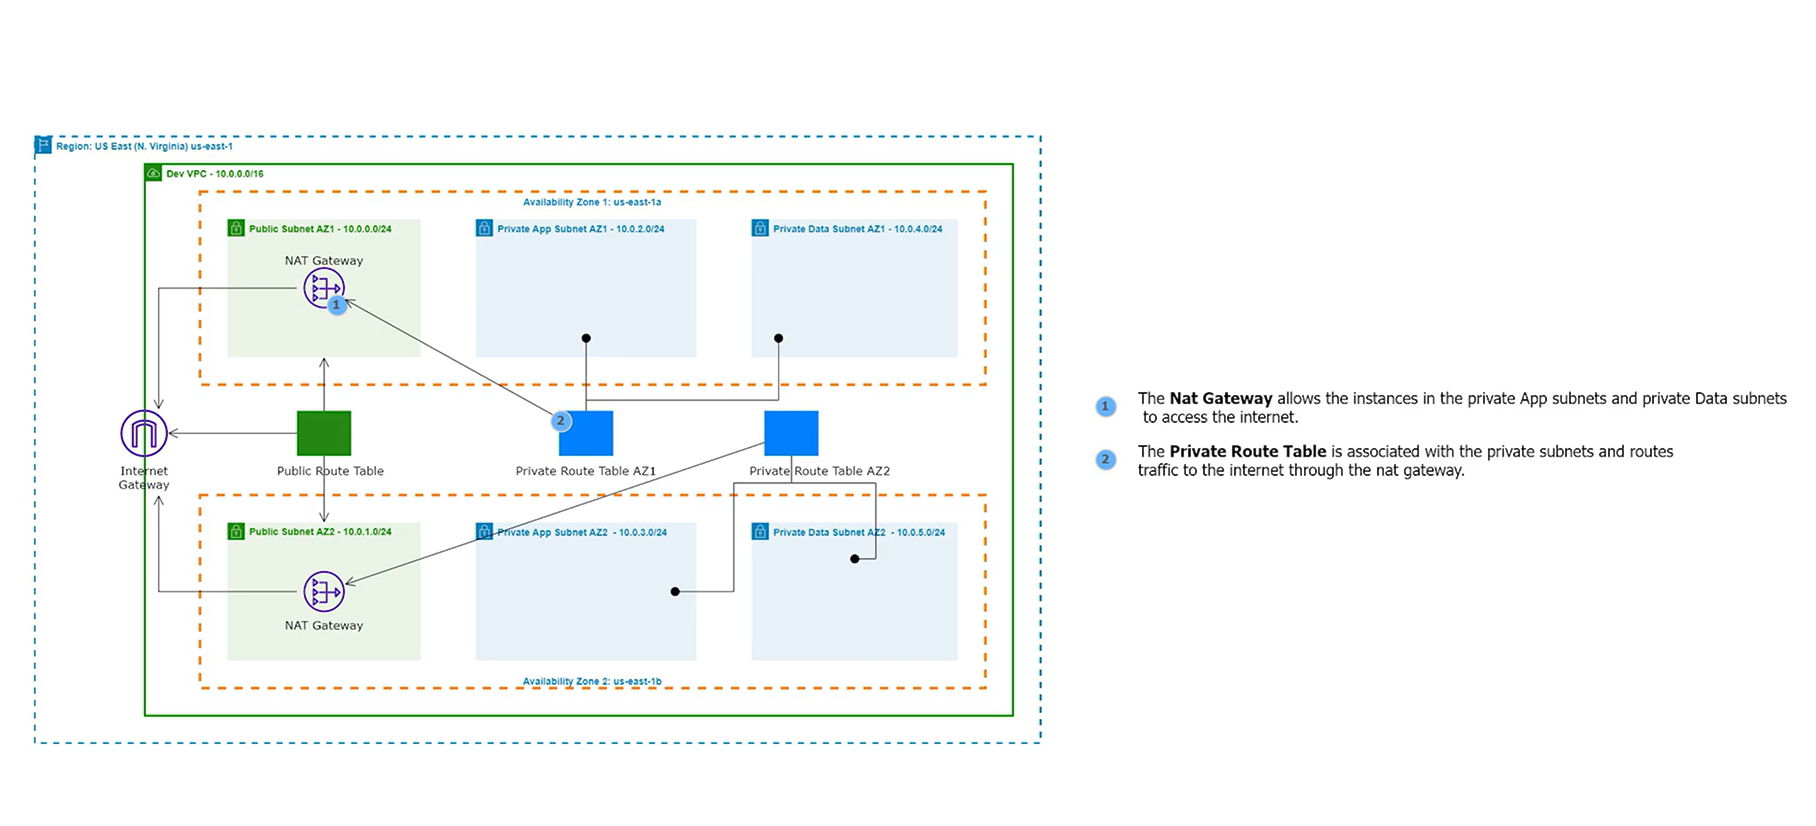 Region: US East (N. Virginia) us-east-1
Dev VPC - 10.0.0.0/16
Availability Zone 1: us-east-1a
Public Subnet AZ1 - 10.0.0.0/24
Private App Subnet AZ1 - 10.0.2.0/24
Private Data Subnet AZ1 - 10.0.4.0/24
NAT Gateway
1
2
Internet
Gateway
Public Route Table
Private Route Table AZ1
Private Route Table AZ2
Public Subnet AZ2 - 10.0.1.0/24
Private App Subnet AZ2 - 10.0.3.0/24
Private Data Subnet AZ2 - 10.0.5.0/24
NAT Gateway
Availability Zone 2: us-east-1b
1
The Nat Gateway allows the instances in the private App subnets and private Data subnets
to access the internet.
2
The Private Route Table is associated with the private subnets and routes
traffic to the internet through the nat gateway.